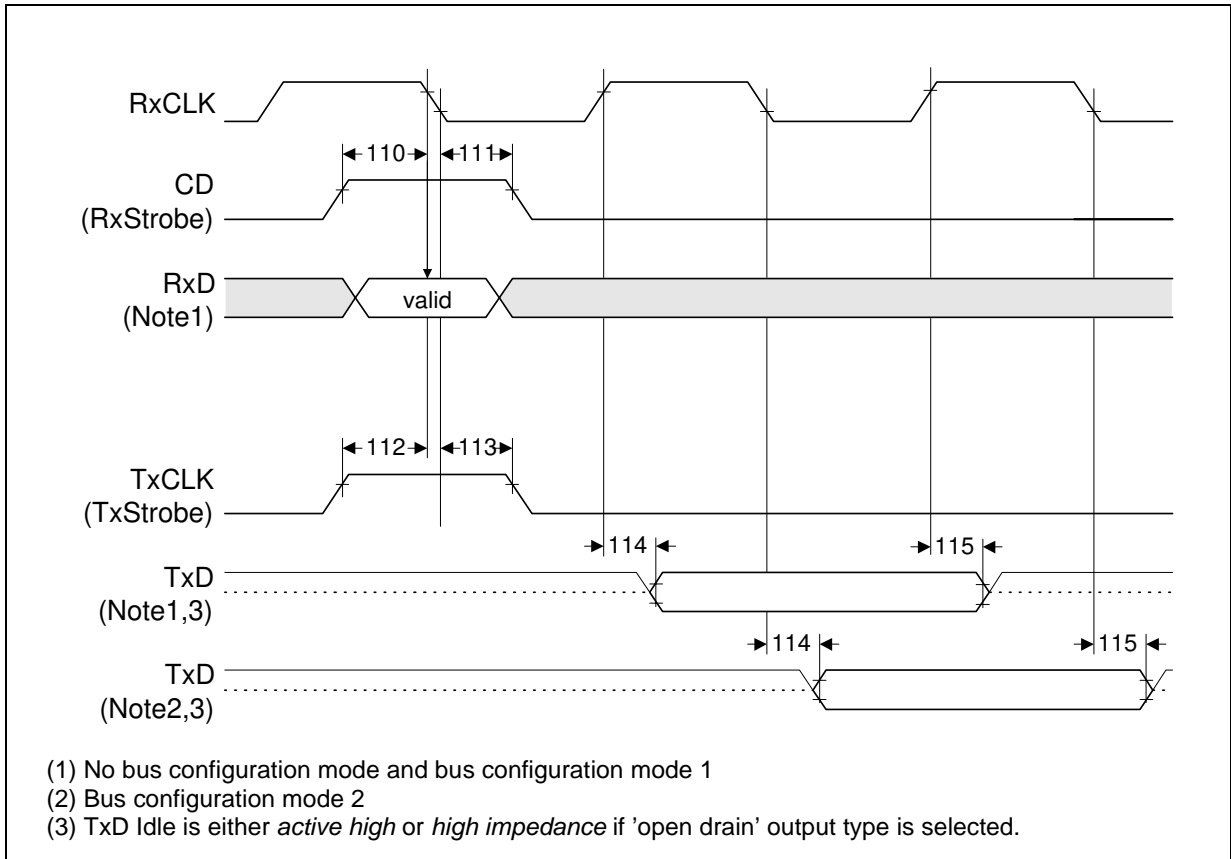 RxCLK
110
111
CD
(RxStrobe)
RxD
(Note1)
valid
112
113
TxCLK
(TxStrobe)
114
115
TxD
(Note1,3)
114
115
TxD
(Note2,3)
(1) No bus configuration mode and bus configuration mode 1
(2) Bus configuration mode 2
(3) TxD Idle is either active high or high impedance if ’open drain’ output type is selected.